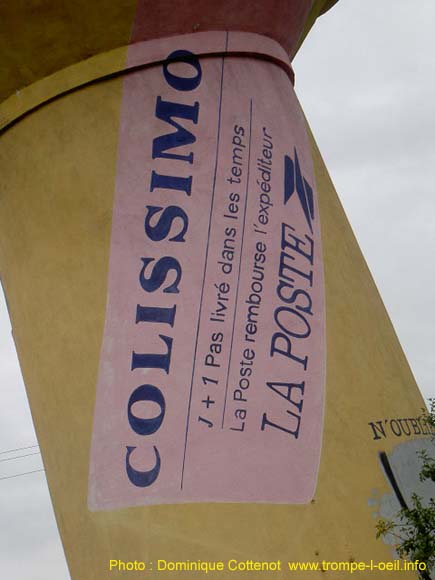 COLISSIMO
J + 1 Pas livré dans les temps
La Poste rembourse l'expéditeur
LA POSTE
N'OUBLI
Photo : Dominique Cottenot www.trompe-l-oeil.info